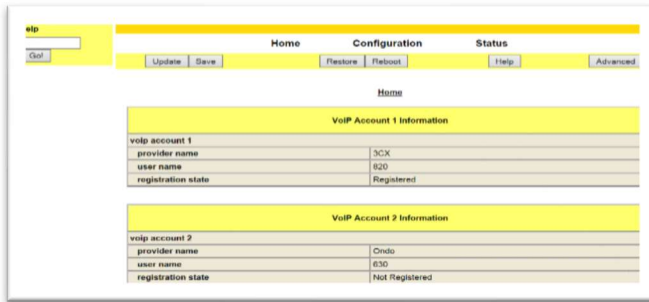 elp
Go!
Home Configuration Status
Update Save Restore Reboot Help Advanced
Home
VoIP Account 1 Information
voip account 1
provider name 3CX
user name 820
registration state Registered
VoIP Account 2 Information
voip account 2
provider name Ondo
user name 630
registration state Not Registered